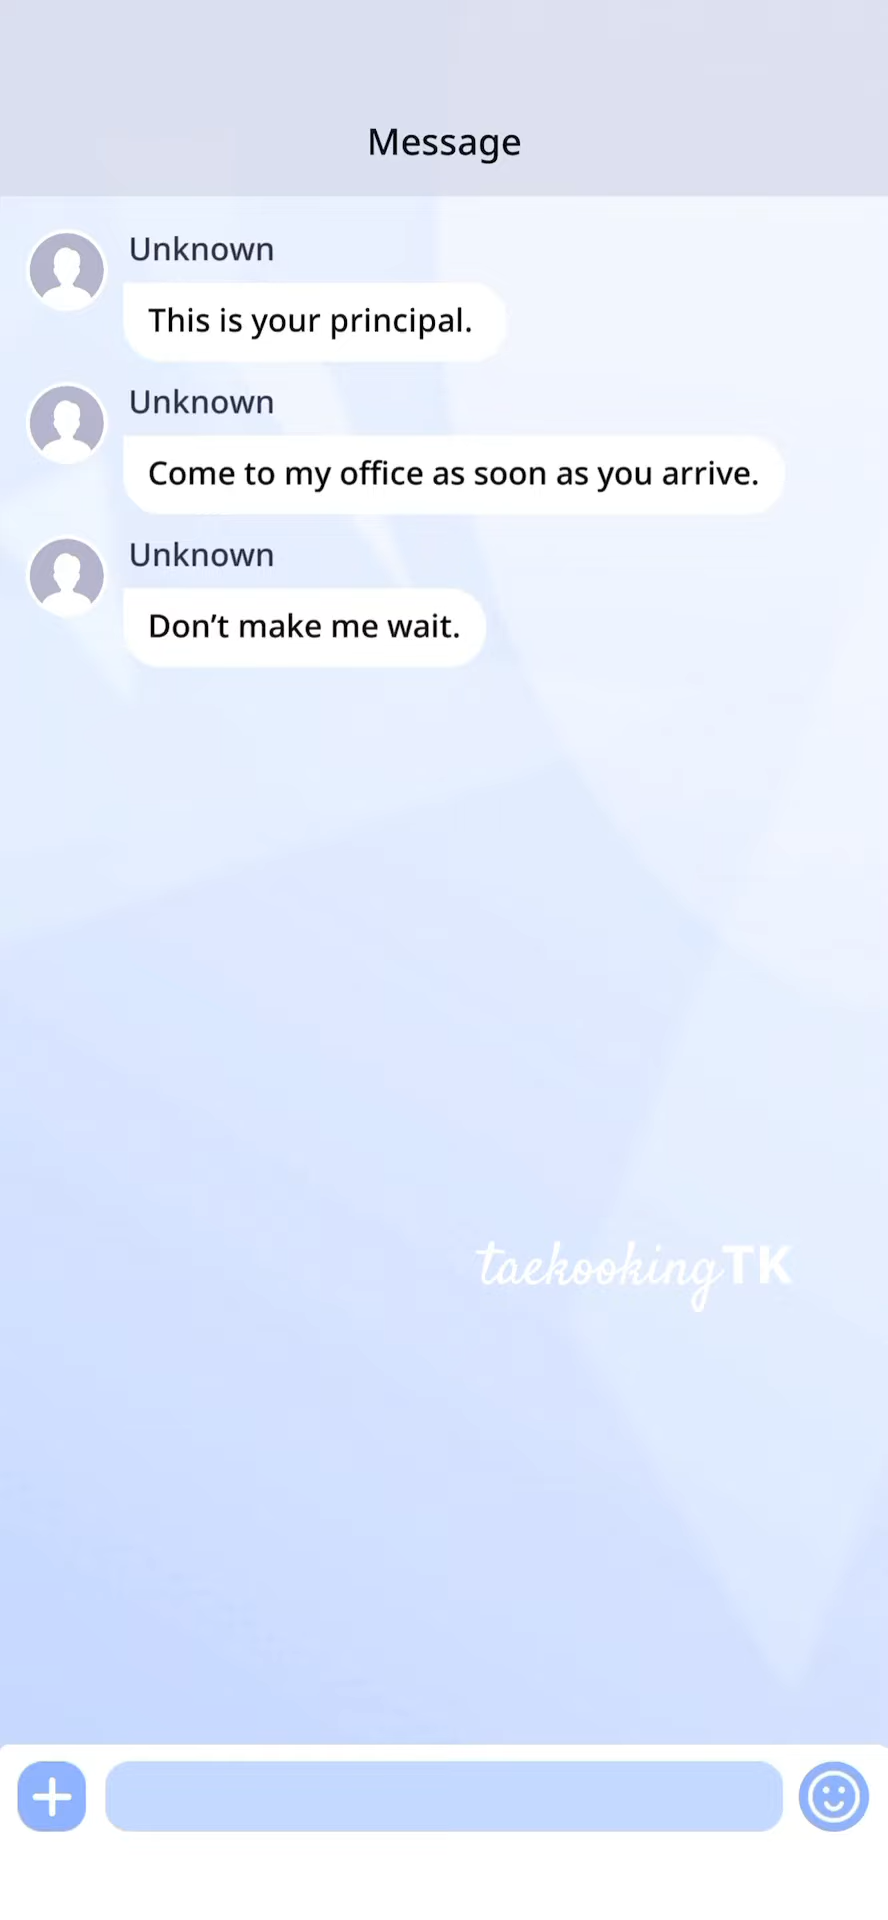 Message
Unknown
This is your principal.
Unknown
Come to my office as soon as you arrive.
Unknown
Don’t make me wait.
taekookingTK